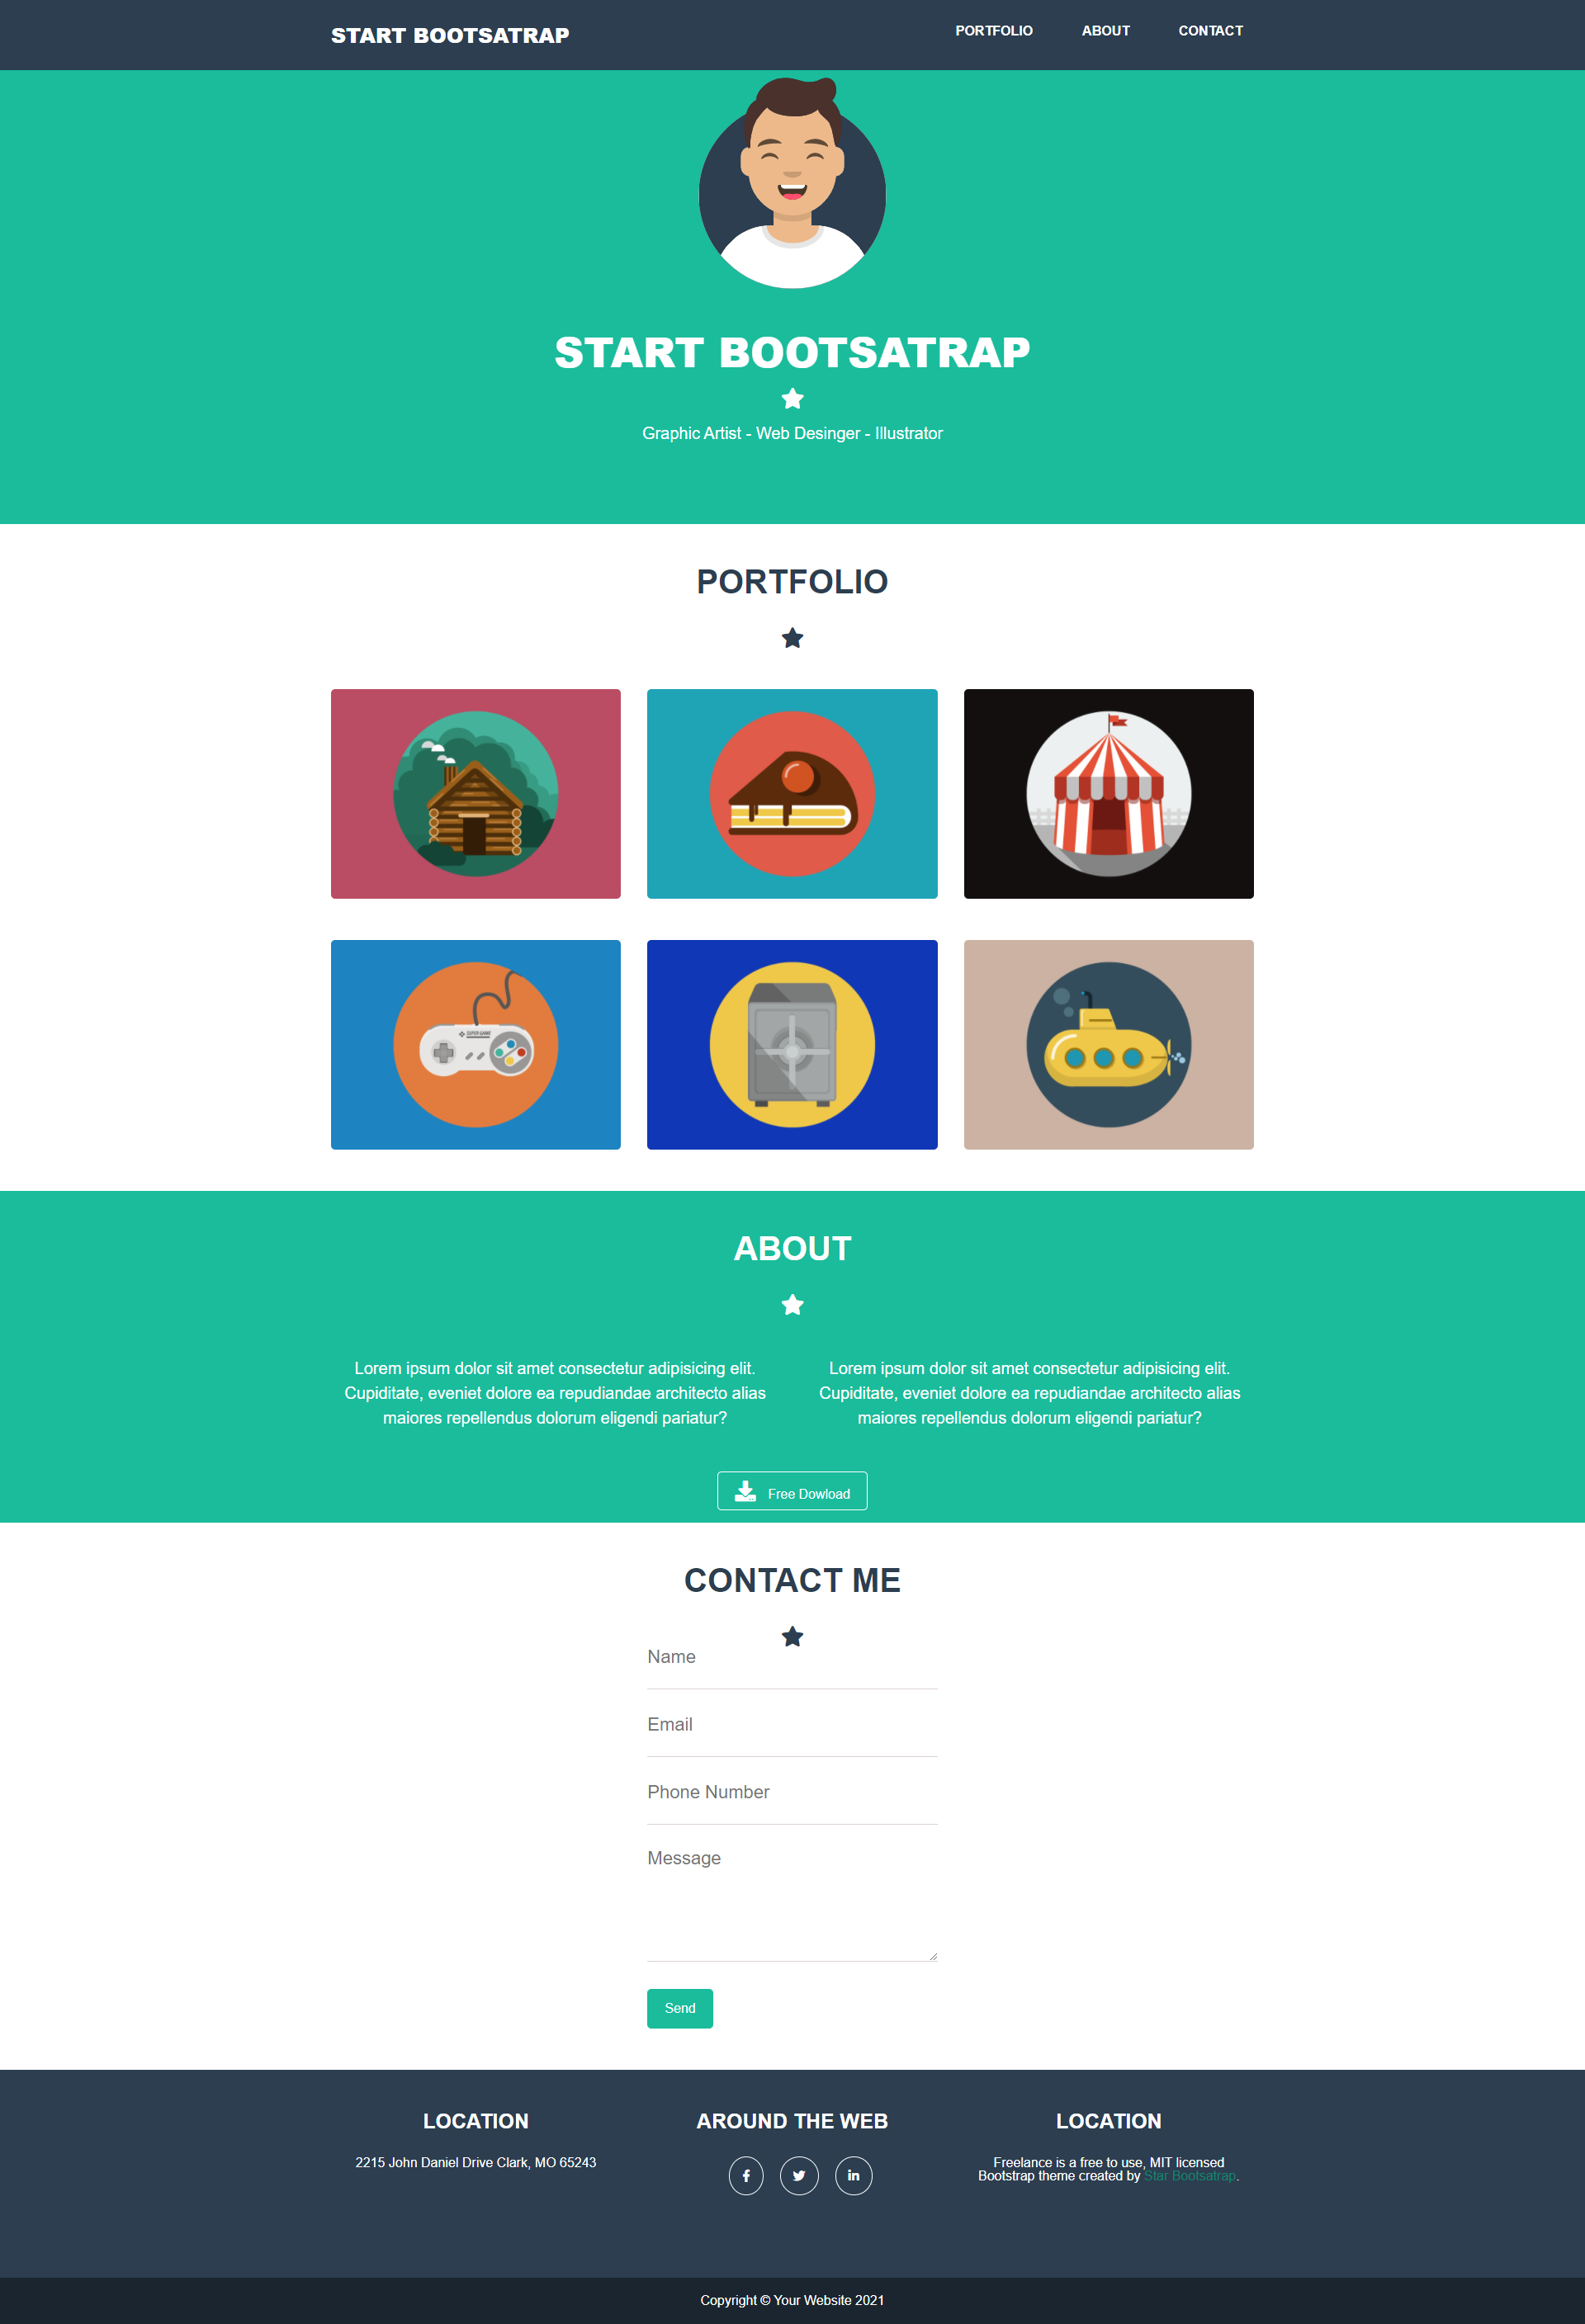 START BOOTSATRAP
PORTFOLIO
ABOUT
CONTACT
START BOOTSATRAP
Graphic Artist - Web Desinger - Illustrator
PORTFOLIO
SUPER GAME
ABOUT
Lorem ipsum dolor sit amet consectetur adipisicing elit.
Cupiditate, eveniet dolore ea repudiandae architecto alias
maiores repellendus dolorum eligendi pariatur?
Lorem ipsum dolor sit amet consectetur adipisicing elit.
Cupiditate, eveniet dolore ea repudiandae architecto alias
maiores repellendus dolorum eligendi pariatur?
Free Dowload
CONTACT ME
Name
Email
Phone Number
Message
Send
LOCATION
2215 John Daniel Drive Clark, MO 65243
AROUND THE WEB
LOCATION
Freelance is a free to use, MIT licensed
Bootstrap theme created by Star Bootsatrap.
Copyright © Your Website 2021